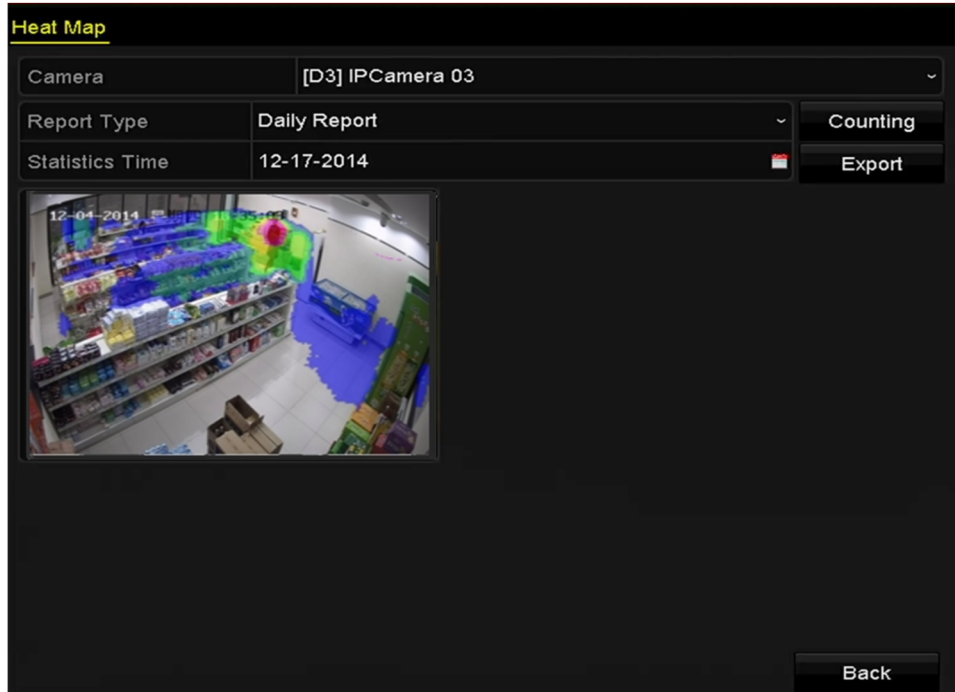 Heat Map
Camera
[D3] IPCamera 03
Report Type
Daily Report
Counting
Statistics Time
12-17-2014
Export
12-04-2014
Back